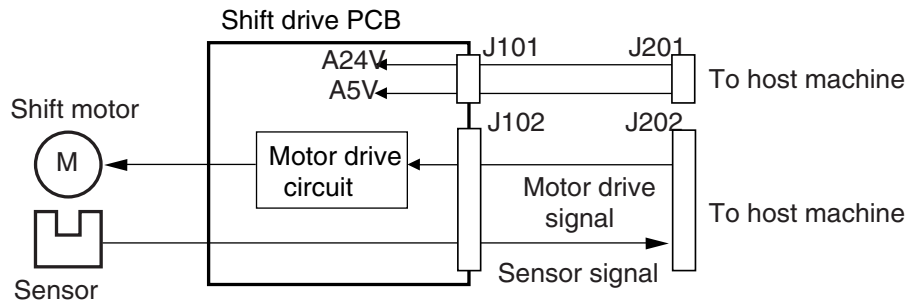 Shift drive PCB
J101
J201
A24V
A5V
To host machine
Shift motor
M
J102
J202
Motor drive
circuit
Motor drive
signal
To host machine
Sensor signal
Sensor